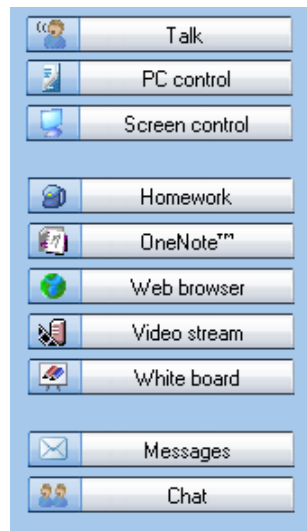 Talk
PC control
Screen control
Homework
OneNote™
Web browser
Video stream
White board
Messages
Chat